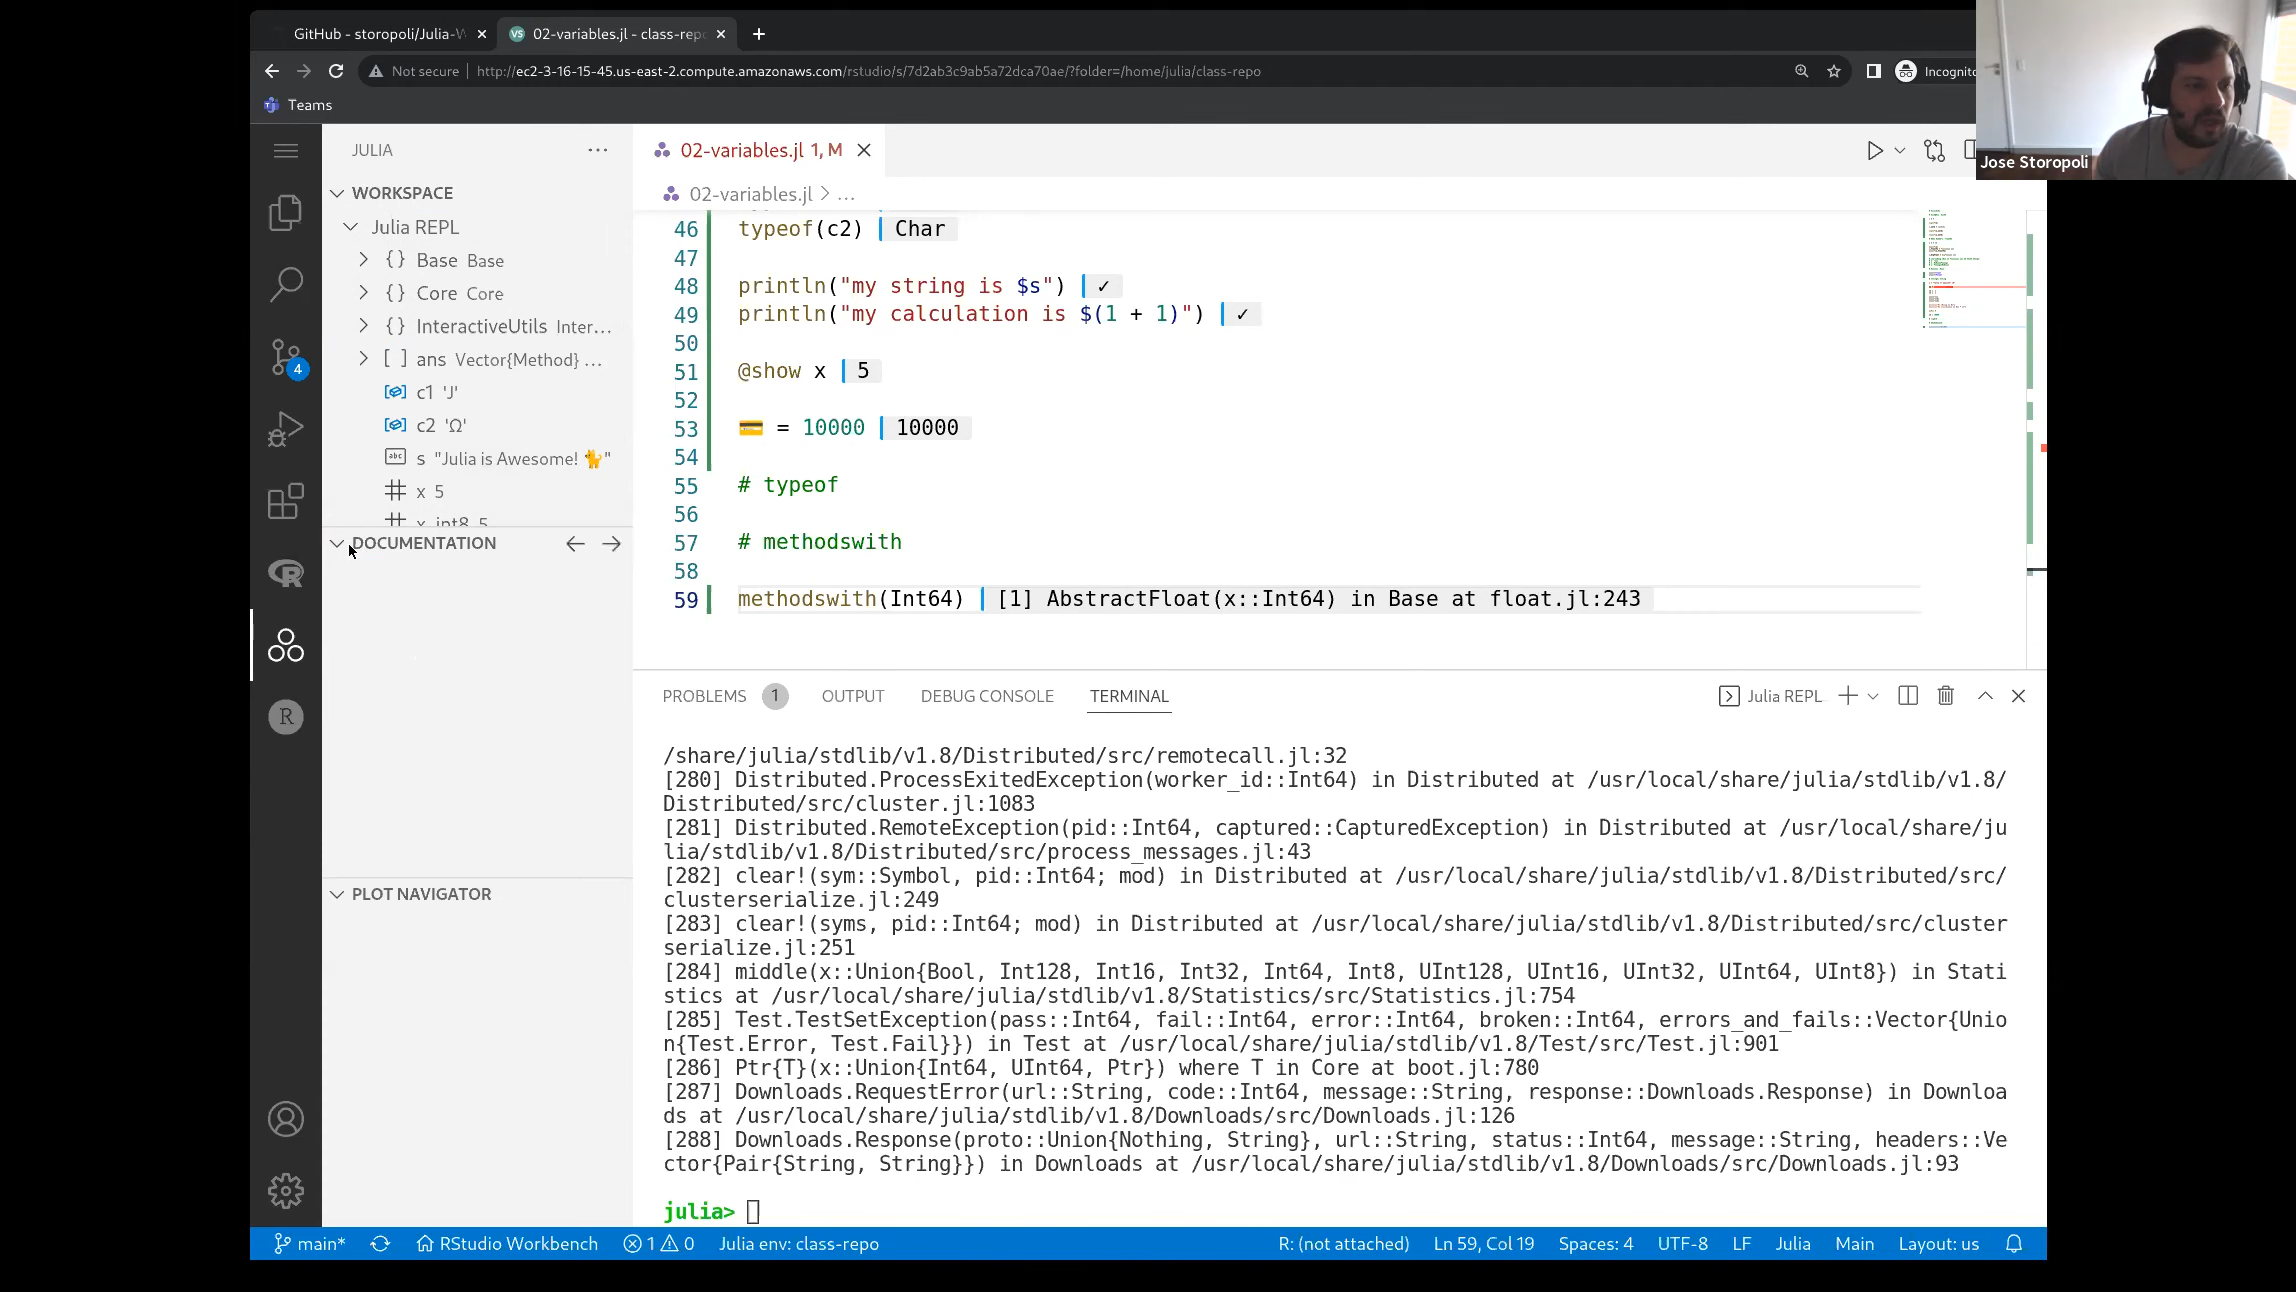 GitHub - storopoli/Julia-W
02-variables.jl - class-repo
Not secure
http://ec2-3-16-15-45.us-east-2.compute.amazonaws.com/rstudio/s/7d2ab3c9ab5a72dca70ae/?folder=/home/julia/class-repo
Incognito
Teams
Jose Storopoli
JULIA
WORKSPACE
Julia REPL
{} Base Base
{} Core Core
{} InteractiveUtils Inter...
[ ] ans Vector{Method} ...
c1 'J'
c2 'Ω'
abc s "Julia is Awesome! 🐈"
x 5
x_int8 5
DOCUMENTATION
PLOT NAVIGATOR
4
R
R
02-variables.jl 1, M
02-variables.jl > ...
46 typeof(c2) Char
47
48 println("my string is $s") ✓
49 println("my calculation is $(1 + 1)") ✓
50
51 @show x 5
52
53 💳 = 10000 10000
54
55 # typeof
56
57 # methodswith
58
59 methodswith(Int64) [1] AbstractFloat(x::Int64) in Base at float.jl:243
PROBLEMS 1 OUTPUT DEBUG CONSOLE TERMINAL
Julia REPL
/share/julia/stdlib/v1.8/Distributed/src/remotecall.jl:32
[280] Distributed.ProcessExitedException(worker_id::Int64) in Distributed at /usr/local/share/julia/stdlib/v1.8/
Distributed/src/cluster.jl:1083
[281] Distributed.RemoteException(pid::Int64, captured::CapturedException) in Distributed at /usr/local/share/ju
lia/stdlib/v1.8/Distributed/src/process_messages.jl:43
[282] clear!(sym::Symbol, pid::Int64; mod) in Distributed at /usr/local/share/julia/stdlib/v1.8/Distributed/src/
clusterserialize.jl:249
[283] clear!(syms, pid::Int64; mod) in Distributed at /usr/local/share/julia/stdlib/v1.8/Distributed/src/cluster
serialize.jl:251
[284] middle(x::Union{Bool, Int128, Int16, Int32, Int64, Int8, UInt128, UInt16, UInt32, UInt64, UInt8}) in Stati
stics at /usr/local/share/julia/stdlib/v1.8/Statistics/src/Statistics.jl:754
[285] Test.TestSetException(pass::Int64, fail::Int64, error::Int64, broken::Int64, errors_and_fails::Vector{Unio
n{Test.Error, Test.Fail}}) in Test at /usr/local/share/julia/stdlib/v1.8/Test/src/Test.jl:901
[286] Ptr{T}(x::Union{Int64, UInt64, Ptr}) where T in Core at boot.jl:780
[287] Downloads.RequestError(url::String, code::Int64, message::String, response::Downloads.Response) in Downloa
ds at /usr/local/share/julia/stdlib/v1.8/Downloads/src/Downloads.jl:126
[288] Downloads.Response(proto::Union{Nothing, String}, url::String, status::Int64, message::String, headers::Ve
ctor{Pair{String, String}}) in Downloads at /usr/local/share/julia/stdlib/v1.8/Downloads/src/Downloads.jl:93
julia>
main* RStudio Workbench 1 0 Julia env: class-repo R: (not attached) Ln 59, Col 19 Spaces: 4 UTF-8 LF Julia Main Layout: us